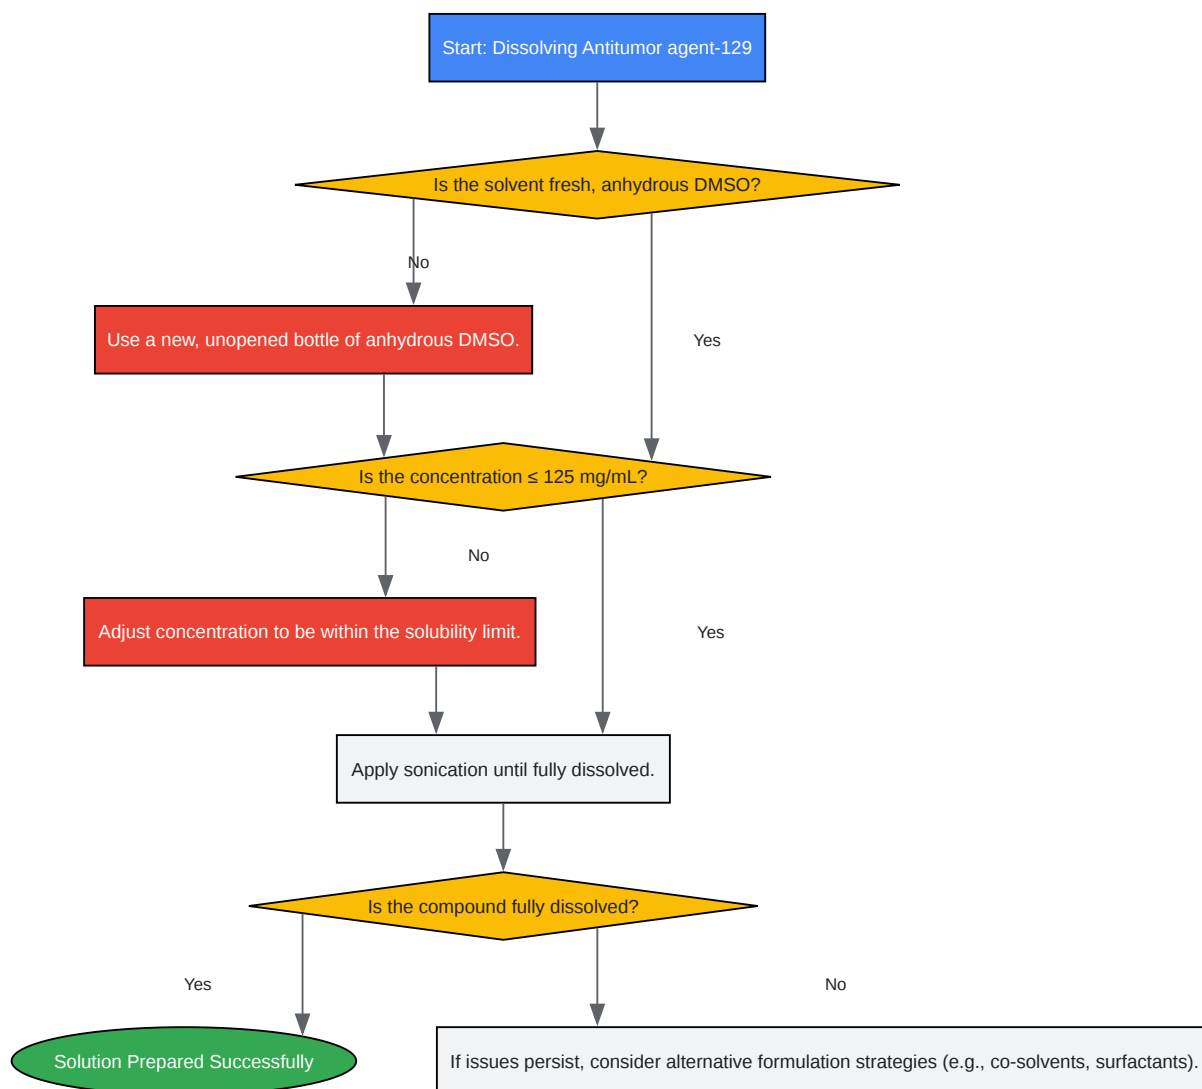 Start: Dissolving Antitumor agent-129
Is the solvent fresh, anhydrous DMSO?
No
Use a new, unopened bottle of anhydrous DMSO.
Yes
Is the concentration ≤ 125 mg/mL?
No
Adjust concentration to be within the solubility limit.
Yes
Apply sonication until fully dissolved.
Is the compound fully dissolved?
Yes
No
Solution Prepared Successfully
If issues persist, consider alternative formulation strategies (e.g., co-solvents, surfactants).